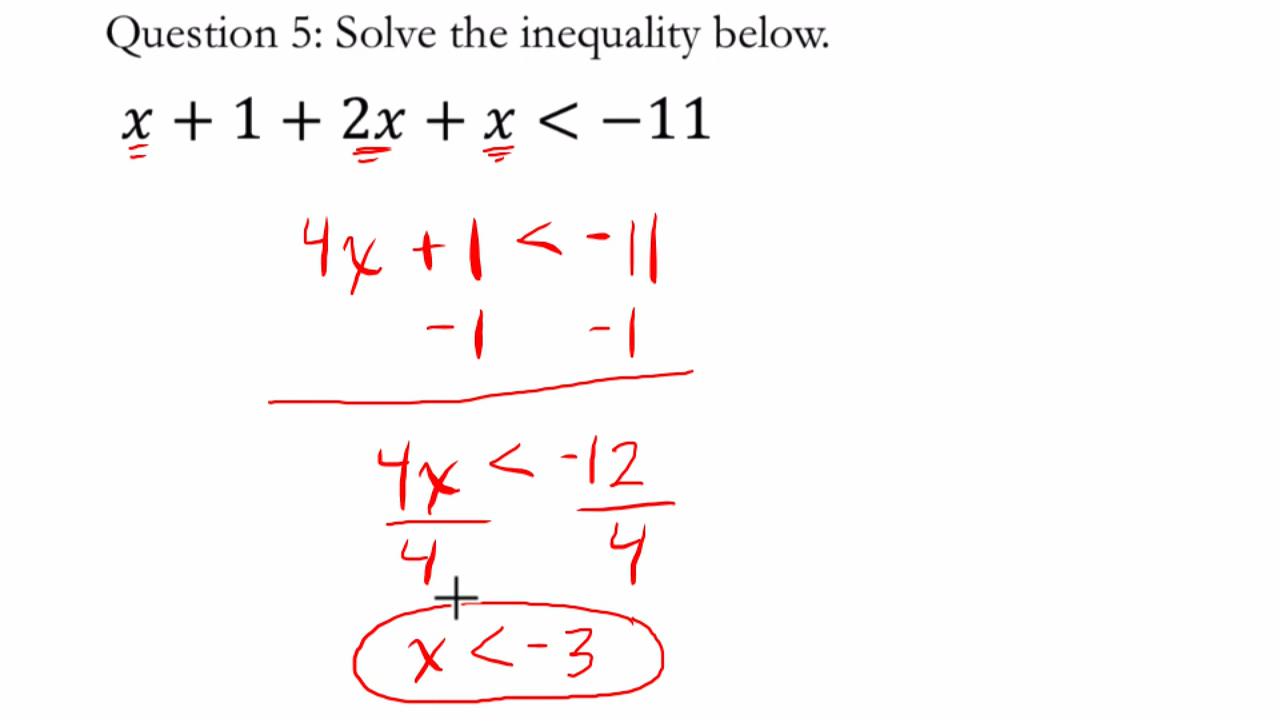 Question 5: Solve the inequality below.
x + 1 + 2x + x < −11
4x + 1 < -11
-1 -1
4x < -12
4 4
x < -3